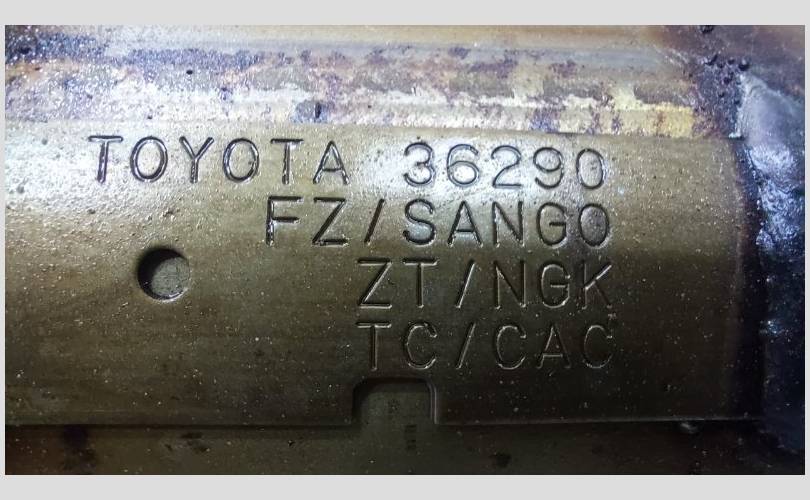 TOYOTA 36290
FZ/SANGO
ZT/NGK
TC/CAC